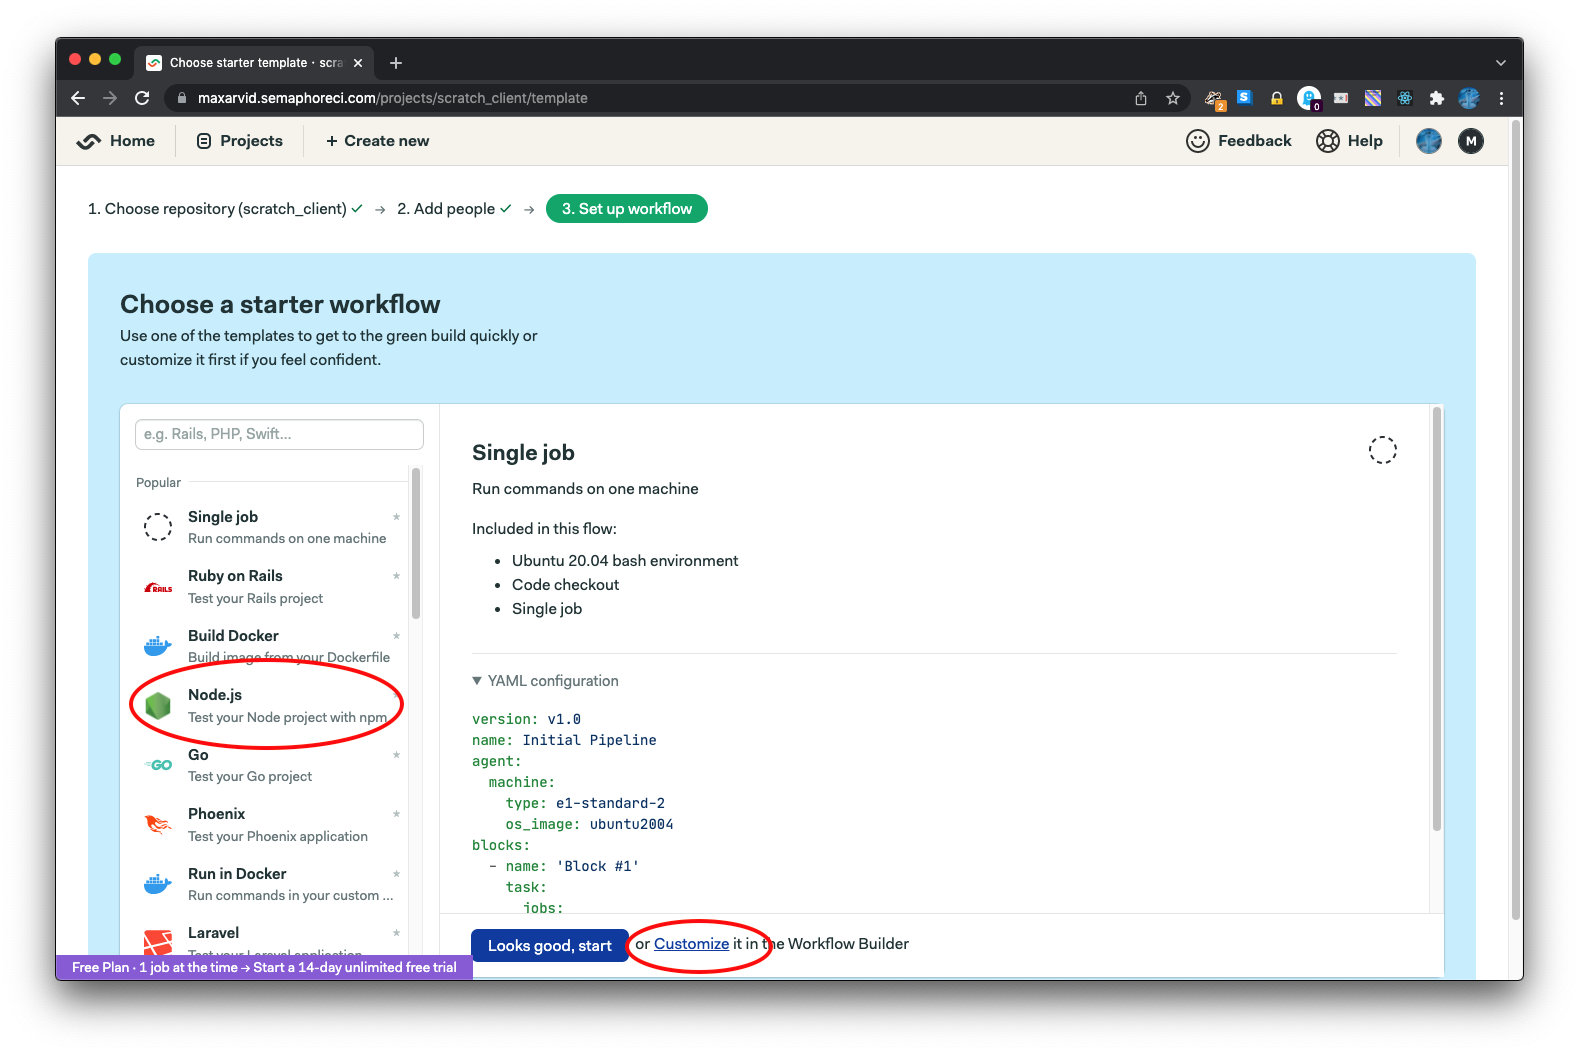 Choose starter template · scra
maxarvid.semaphoreci.com/projects/scratch_client/template
2
S
0
Home
Projects
+ Create new
Feedback
Help
M
1. Choose repository (scratch_client) ✓ → 2. Add people ✓ → 3. Set up workflow
Choose a starter workflow
Use one of the templates to get to the green build quickly or
customize it first if you feel confident.
e.g. Rails, PHP, Swift...
Popular
Single job
Run commands on one machine
RAILS
Ruby on Rails
Test your Rails project
Build Docker
Build image from your Dockerfile
Node.js
Test your Node project with npm
GO
Go
Test your Go project
Phoenix
Test your Phoenix application
Run in Docker
Run commands in your custom ...
Laravel
Test your Laravel application
Single job
Run commands on one machine
Included in this flow:
• Ubuntu 20.04 bash environment
• Code checkout
• Single job
▼ YAML configuration
version: v1.0
name: Initial Pipeline
agent:
machine:
type: e1-standard-2
os_image: ubuntu2004
blocks:
- name: 'Block #1'
task:
jobs:
Looks good, start
or Customize it in the Workflow Builder
Free Plan · 1 job at the time → Start a 14-day unlimited free trial